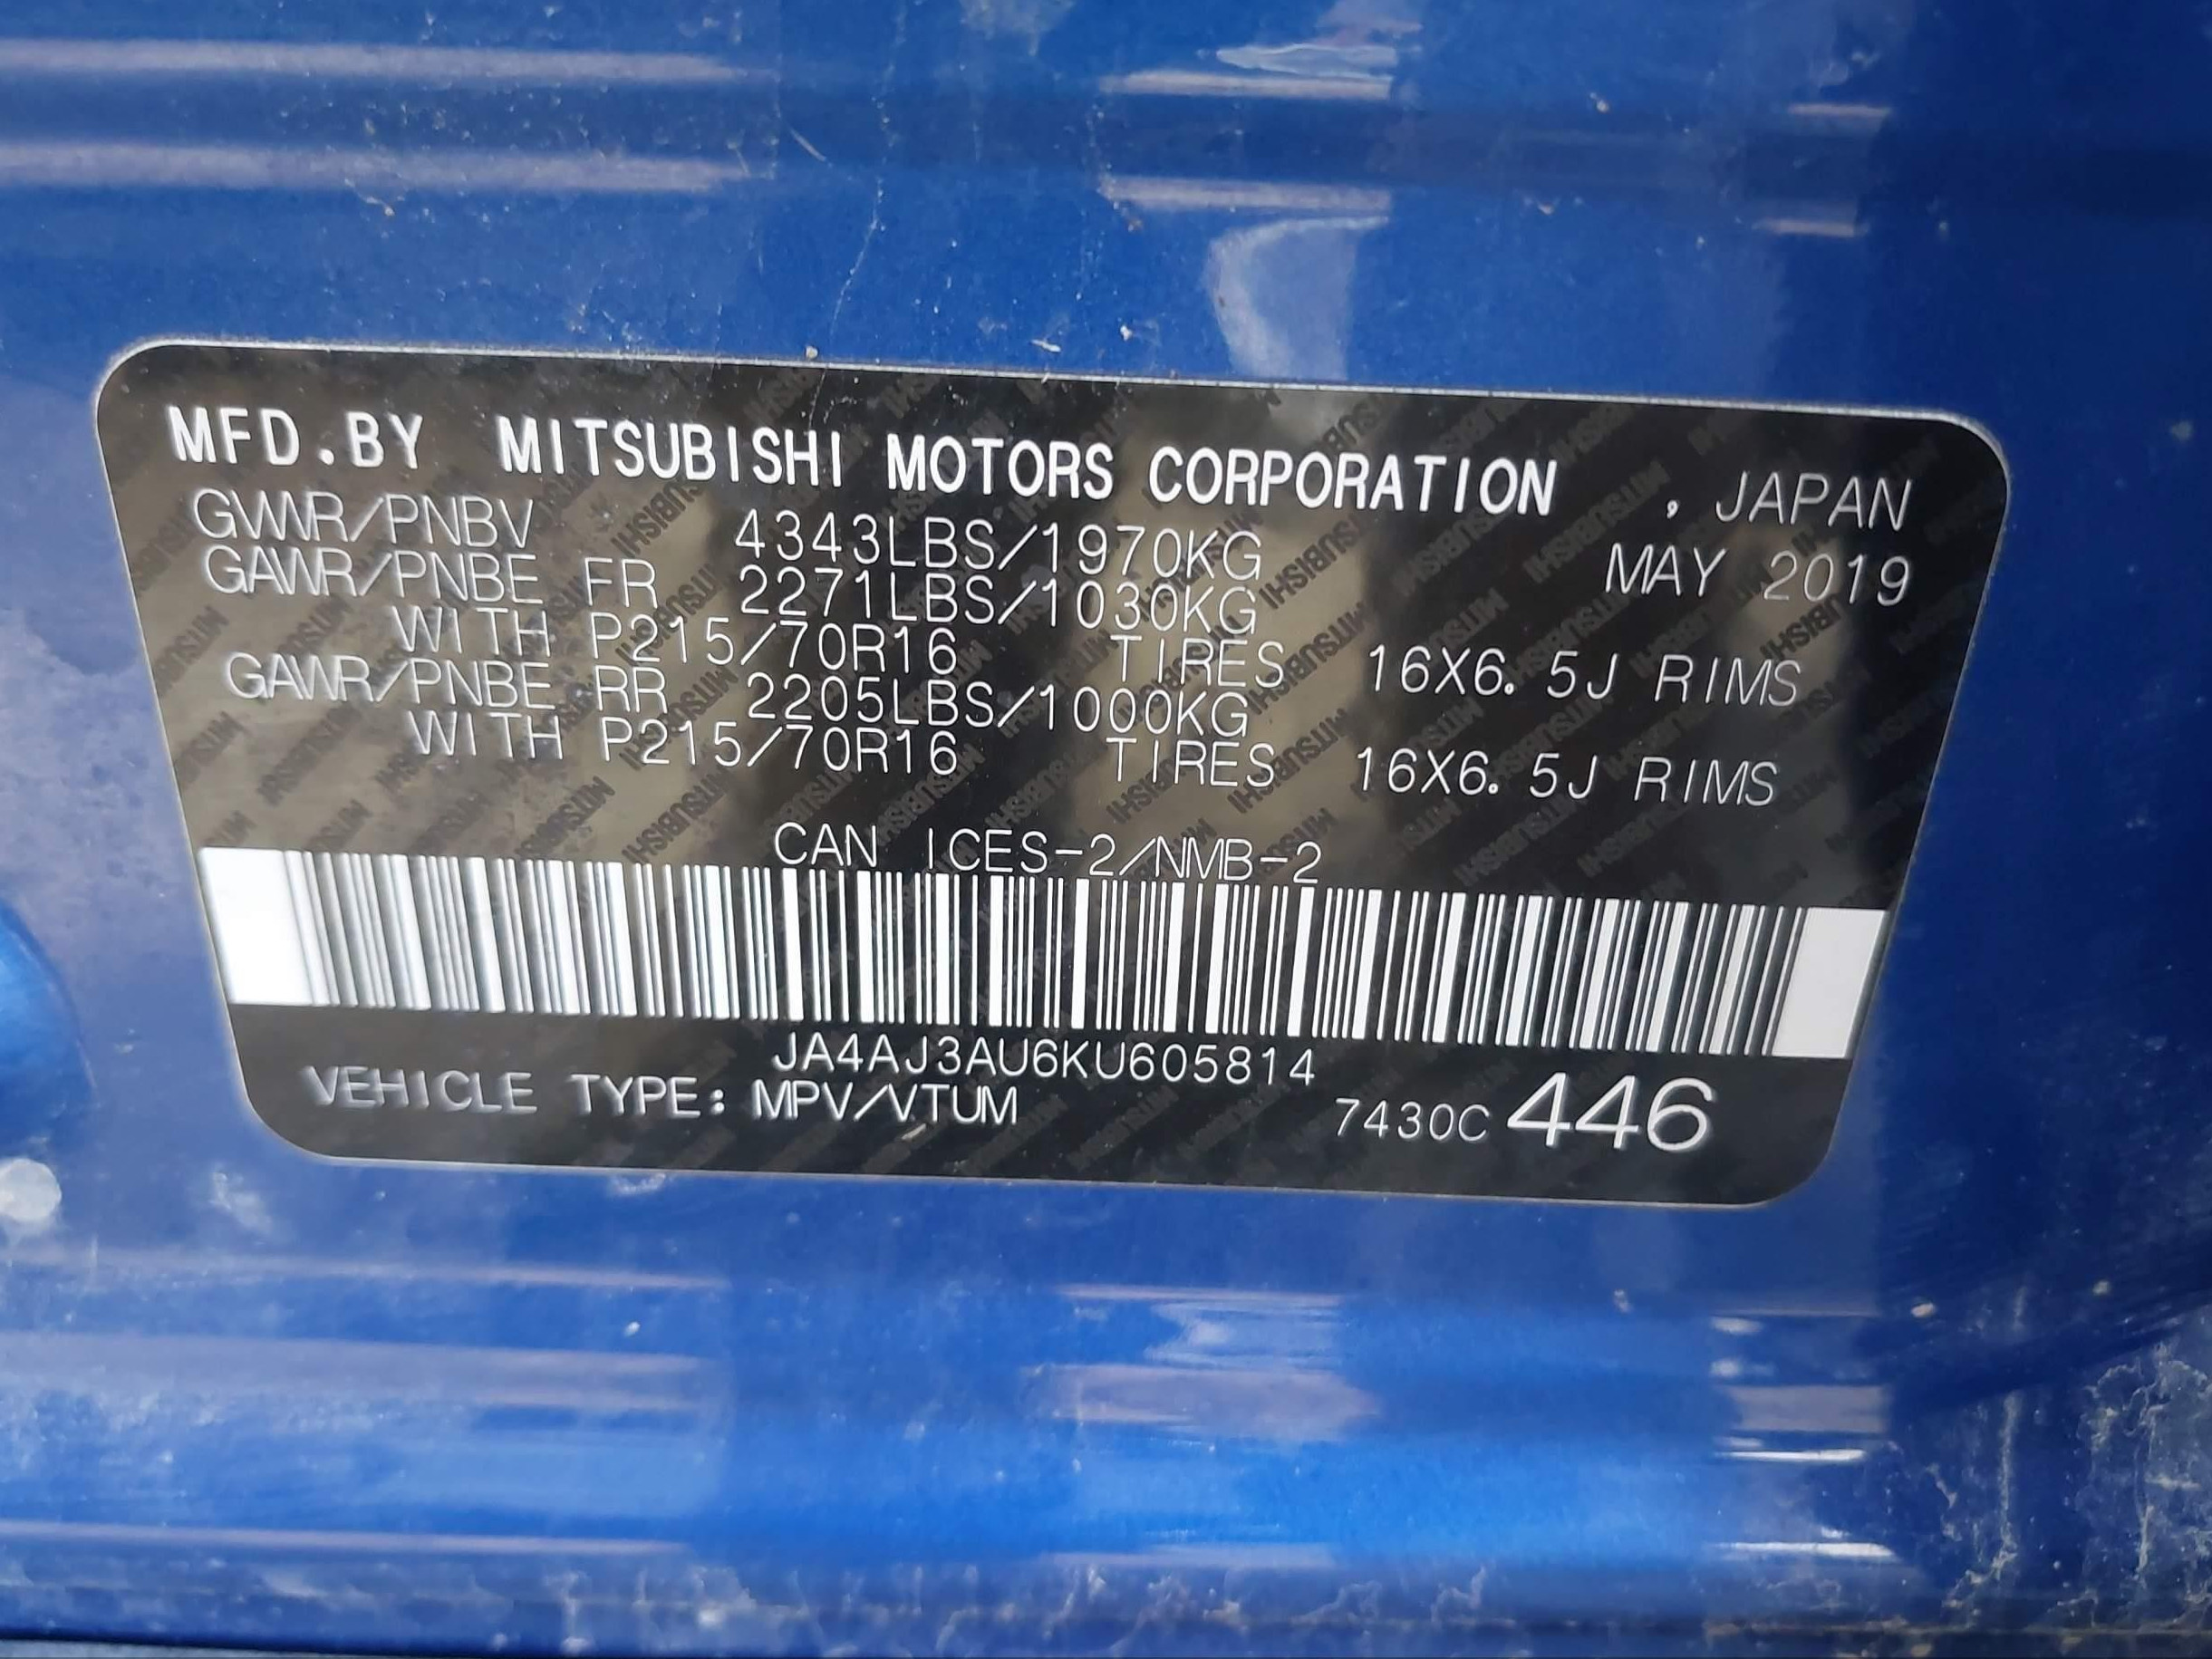 MFD.BY MITSUBISHI MOTORS CORPORATION , JAPAN
GVWR/PNBV 4343LBS/1970KG MAY 2019
GAWR/PNBE FR 2271LBS/1030KG
WITH P215/70R16 TIRES 16X6.5J RIMS
GAWR/PNBE RR 2205LBS/1000KG
WITH P215/70R16 TIRES 16X6.5J RIMS
CAN ICES-2/NMB-2
JA4AJ3AU6KU605814
VEHICLE TYPE: MPV/VTUM 7430C 446